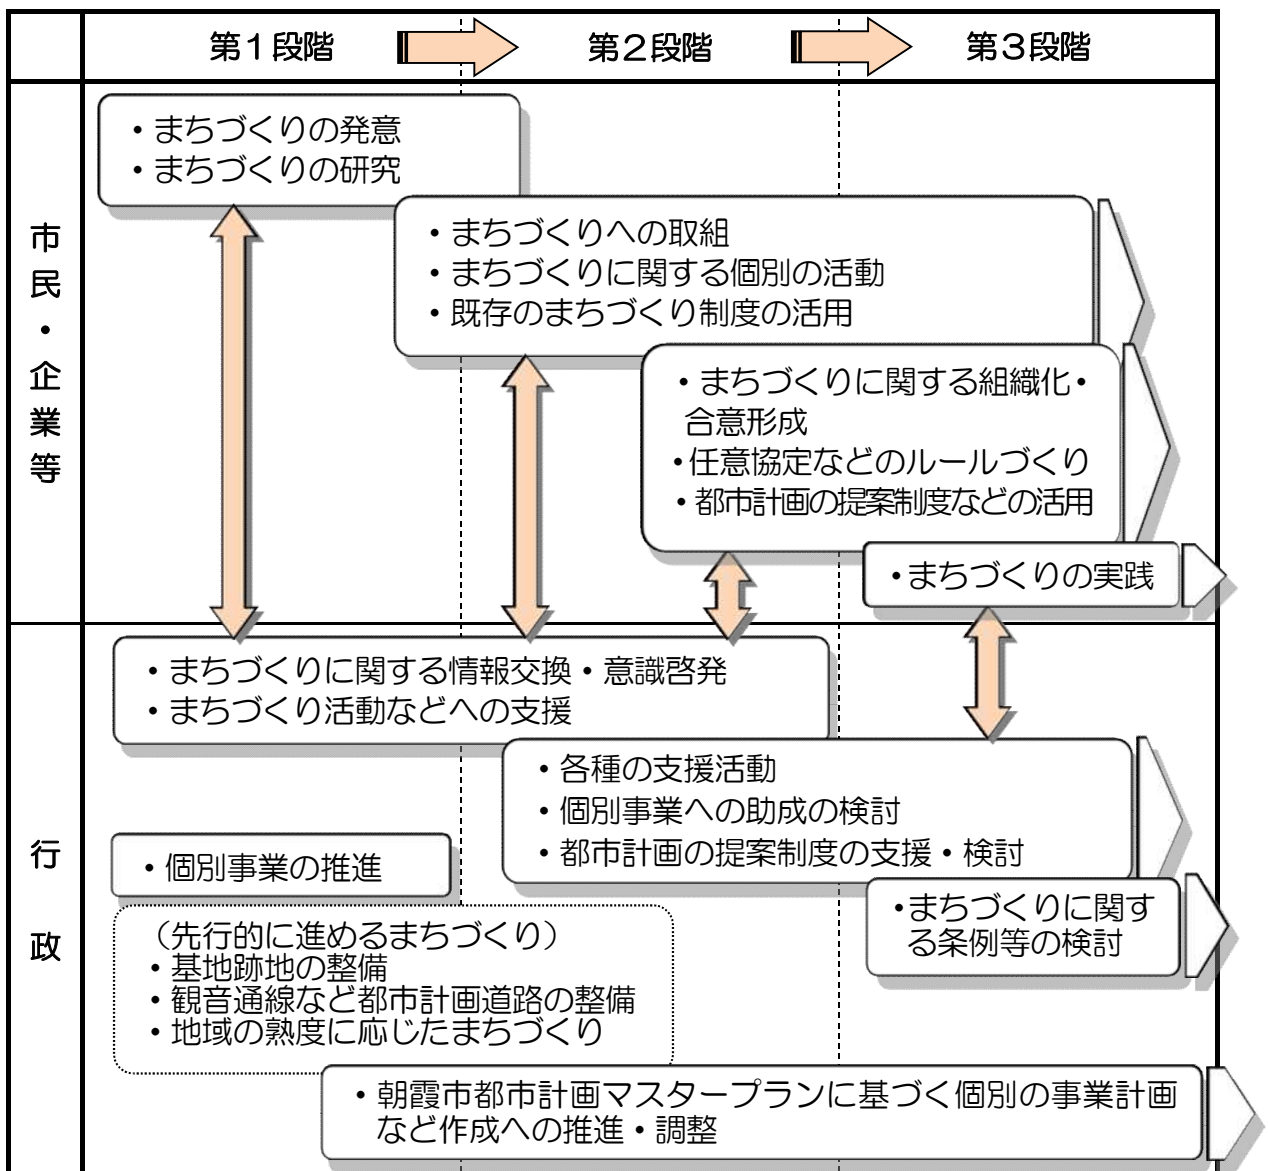 第1段階
第2段階
第3段階
市民・企業等
・まちづくりの発意
・まちづくりの研究
・まちづくりへの取組
・まちづくりに関する個別の活動
・既存のまちづくり制度の活用
・まちづくりに関する組織化・
合意形成
・任意協定などのルールづくり
・都市計画の提案制度などの活用
・まちづくりの実践
行政
・まちづくりに関する情報交換・意識啓発
・まちづくり活動などへの支援
・各種の支援活動
・個別事業への助成の検討
・都市計画の提案制度の支援・検討
・個別事業の推進
・まちづくりに関す
る条例等の検討
（先行的に進めるまちづくり）
・基地跡地の整備
・観音通線など都市計画道路の整備
・地域の熟度に応じたまちづくり
・朝霞市都市計画マスタープランに基づく個別の事業計画
など作成への推進・調整